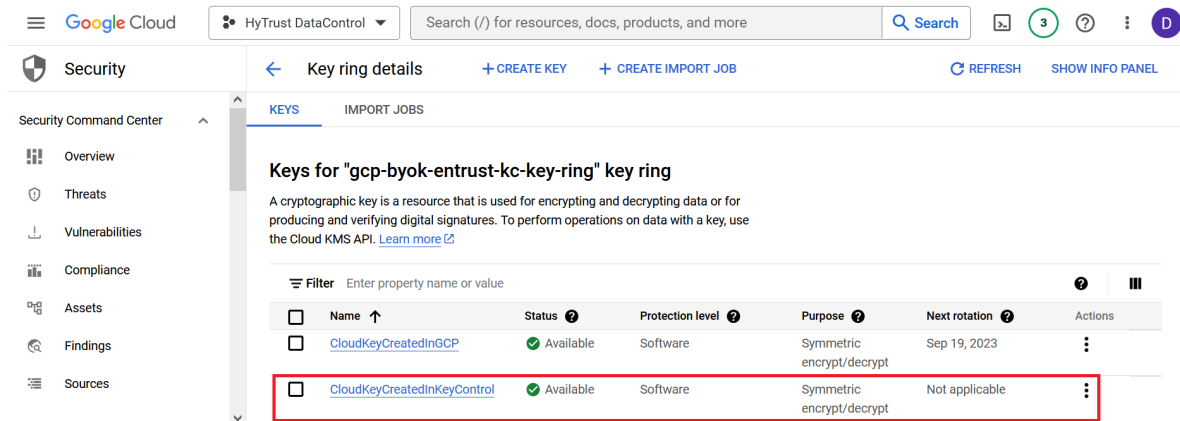 Google Cloud HyTrust DataControl Search (/) for resources, docs, products, and more Search 3 D
Security
Key ring details CREATE KEY CREATE IMPORT JOB REFRESH SHOW INFO PANEL
KEYS IMPORT JOBS
Security Command Center
Overview
Threats
Vulnerabilities
Compliance
Assets
Findings
Sources
Keys for "gcp-byok-entrust-kc-key-ring" key ring
A cryptographic key is a resource that is used for encrypting and decrypting data or for
producing and verifying digital signatures. To perform operations on data with a key, use
the Cloud KMS API. Learn more
Filter Enter property name or value
Name Status Protection level Purpose Next rotation Actions
CloudKeyCreatedInGCP Available Software Symmetric Sep 19, 2023
encrypt/decrypt
CloudKeyCreatedInKeyControl Available Software Symmetric Not applicable
encrypt/decrypt